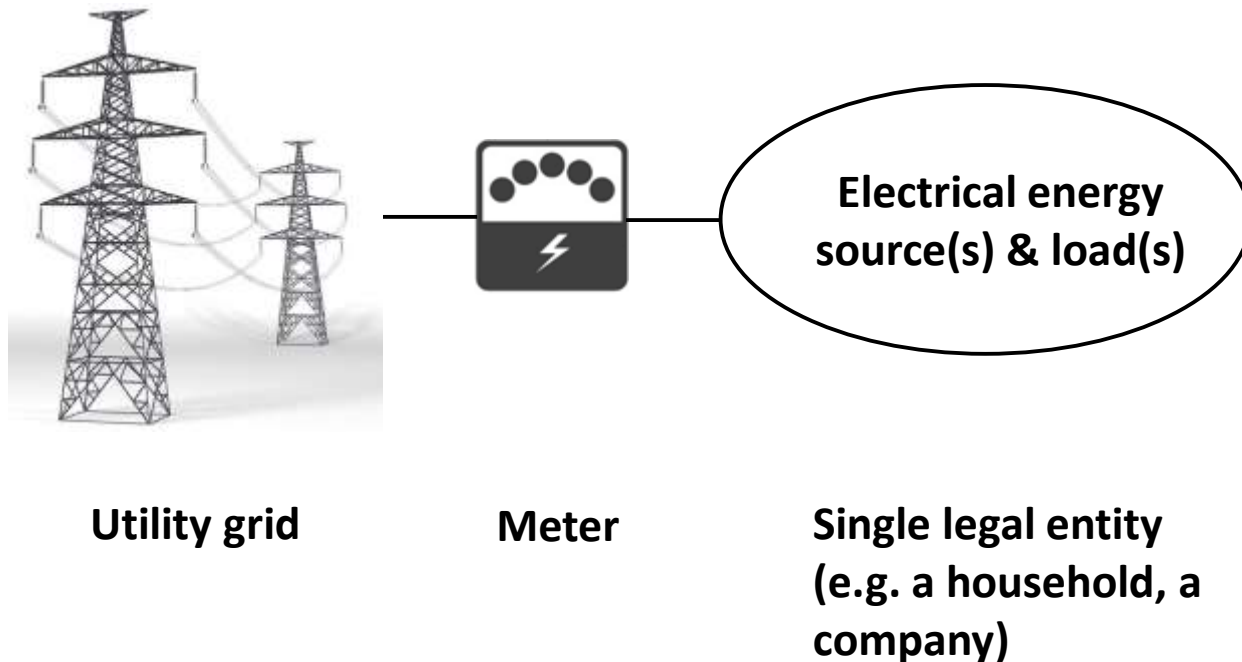 Electrical energy
source(s) & load(s)
Utility grid
Meter
Single legal entity
(e.g. a household, a
company)